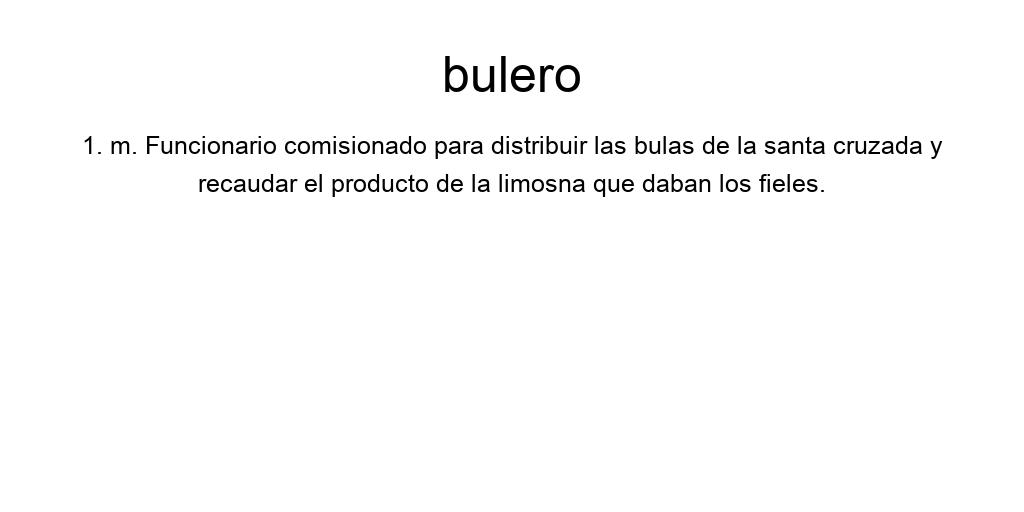 bulero
1. m. Funcionario comisionado para distribuir las bulas de la santa cruzada y
recaudar el producto de la limosna que daban los fieles.